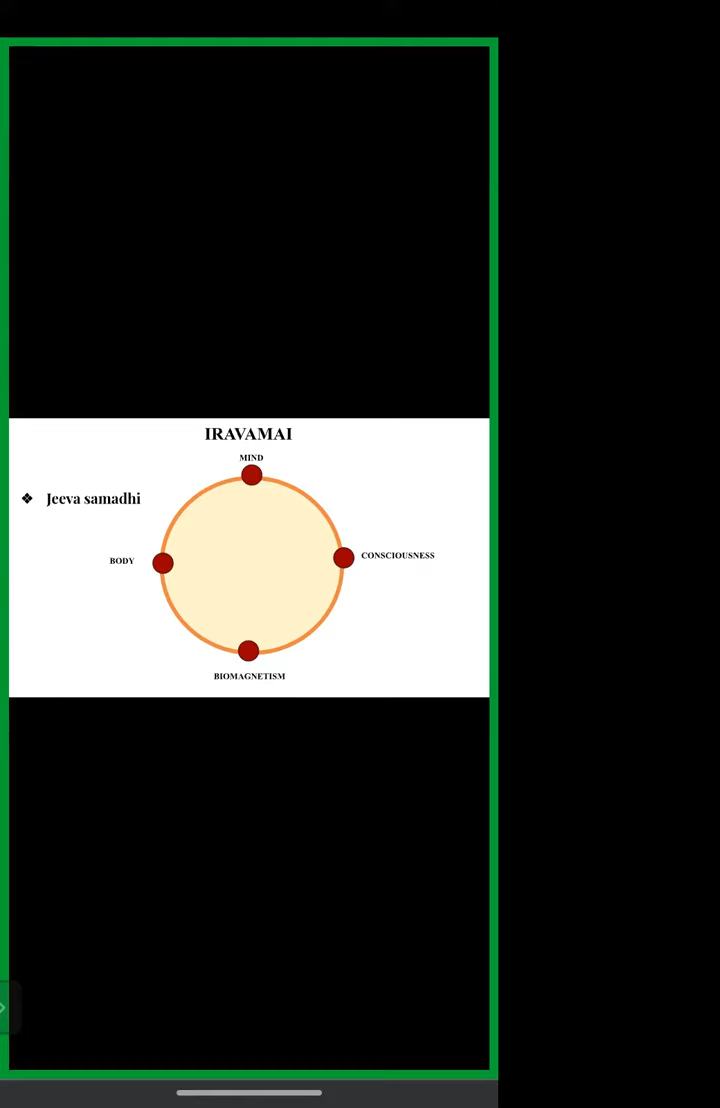 IRAVAMAI
MIND
❖ Jeeva samadhi
BODY
CONSCIOUSNESS
BIOMAGNETISM